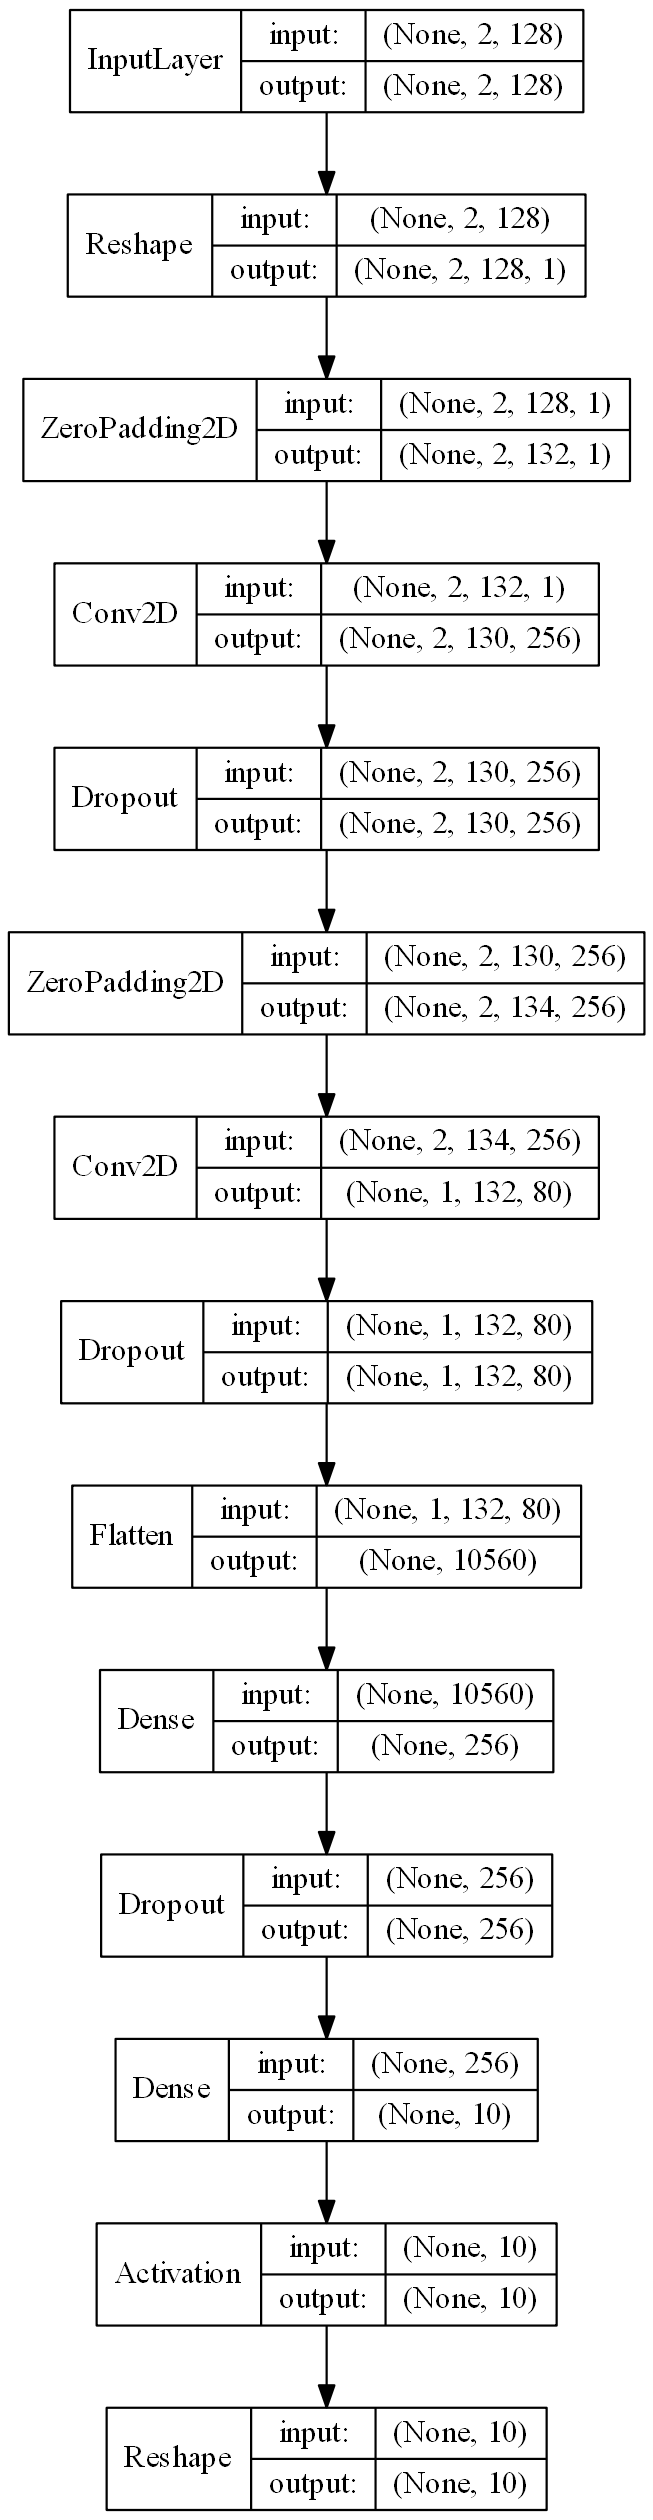 InputLayer
input: (None, 2, 128)
output: (None, 2, 128)
Reshape
input: (None, 2, 128)
output: (None, 2, 128, 1)
ZeroPadding2D
input: (None, 2, 128, 1)
output: (None, 2, 132, 1)
Conv2D
input: (None, 2, 132, 1)
output: (None, 2, 130, 256)
Dropout
input: (None, 2, 130, 256)
output: (None, 2, 130, 256)
ZeroPadding2D
input: (None, 2, 130, 256)
output: (None, 2, 134, 256)
Conv2D
input: (None, 2, 134, 256)
output: (None, 1, 132, 80)
Dropout
input: (None, 1, 132, 80)
output: (None, 1, 132, 80)
Flatten
input: (None, 1, 132, 80)
output: (None, 10560)
Dense
input: (None, 10560)
output: (None, 256)
Dropout
input: (None, 256)
output: (None, 256)
Dense
input: (None, 256)
output: (None, 10)
Activation
input: (None, 10)
output: (None, 10)
Reshape
input: (None, 10)
output: (None, 10)